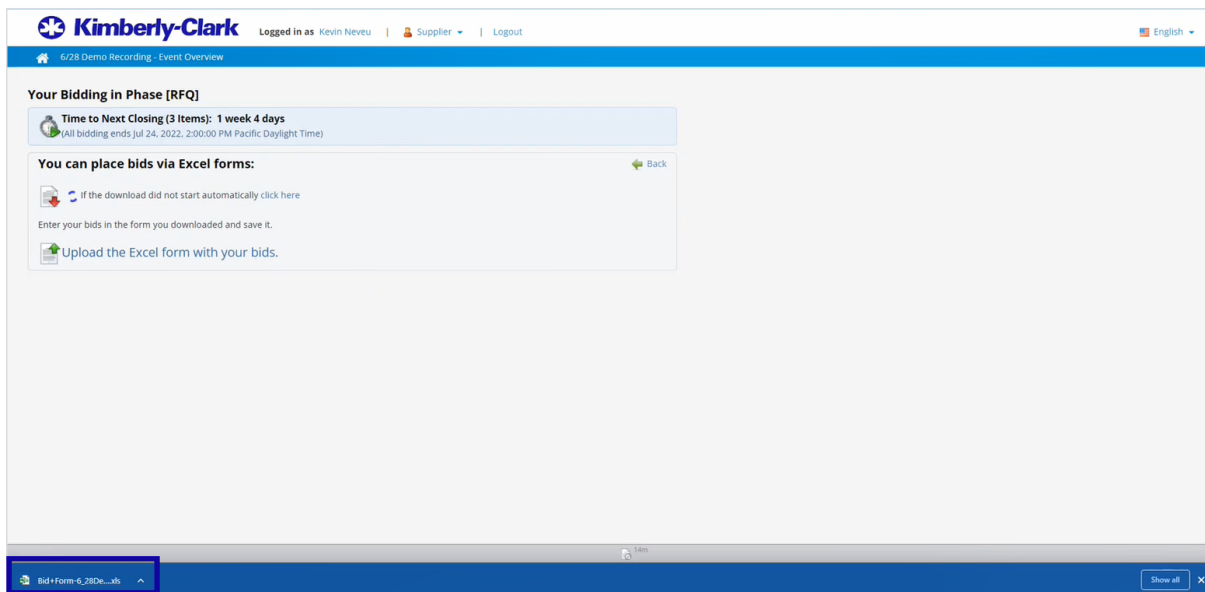 Kimberly-Clark Logged in as Kevin Neveu | Supplier | Logout English
6/28 Demo Recording - Event Overview
Your Bidding in Phase [RFQ]
Time to Next Closing (3 Items): 1 week 4 days
(All bidding ends Jul 24, 2022, 2:00:00 PM Pacific Daylight Time)
You can place bids via Excel forms: Back
If the download did not start automatically click here
Enter your bids in the form you downloaded and save it.
Upload the Excel form with your bids.
14m
Bid+Form-6_28De....xls Show all